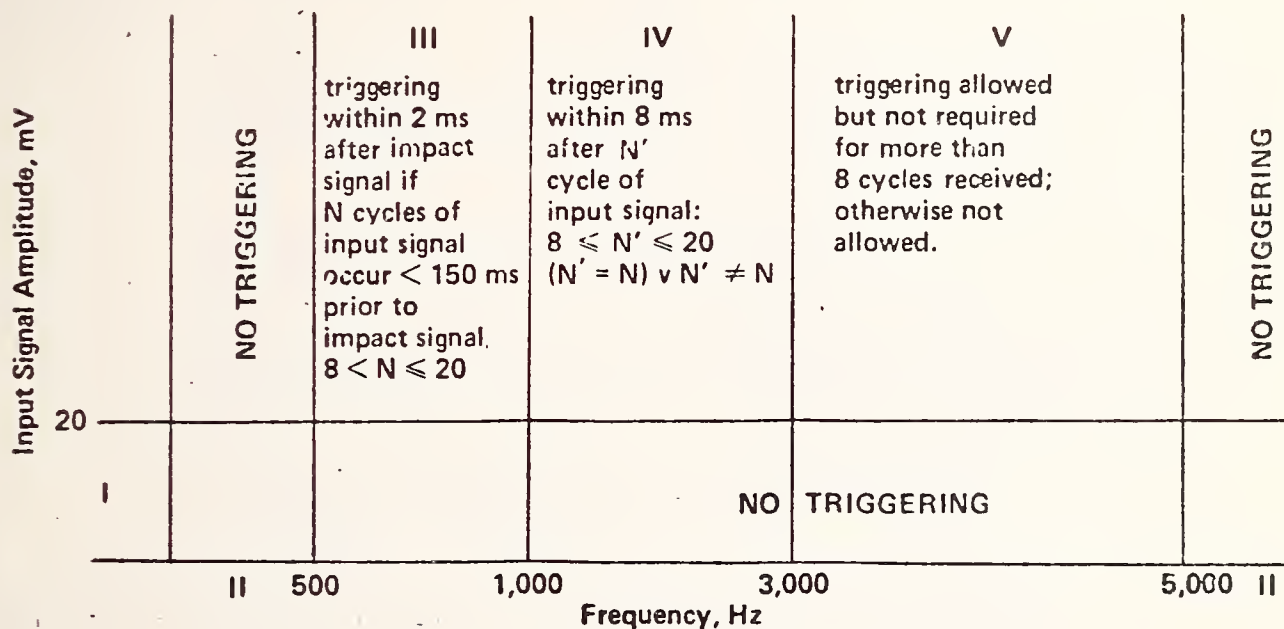 Input Signal Amplitude, mV
20
I
NO TRIGGERING
III
triggering
within 2 ms
after impact
signal if
N cycles of
input signal
occur < 150 ms
prior to
impact signal.
8 < N ⩽ 20
IV
triggering
within 8 ms
after N'
cycle of
input signal:
8 ⩽ N' ⩽ 20
(N' = N) v N' ≠ N
V
triggering allowed
but not required
for more than
8 cycles received;
otherwise not
allowed.
NO TRIGGERING
NO TRIGGERING
II 500 1,000 3,000 5,000 II
Frequency, Hz